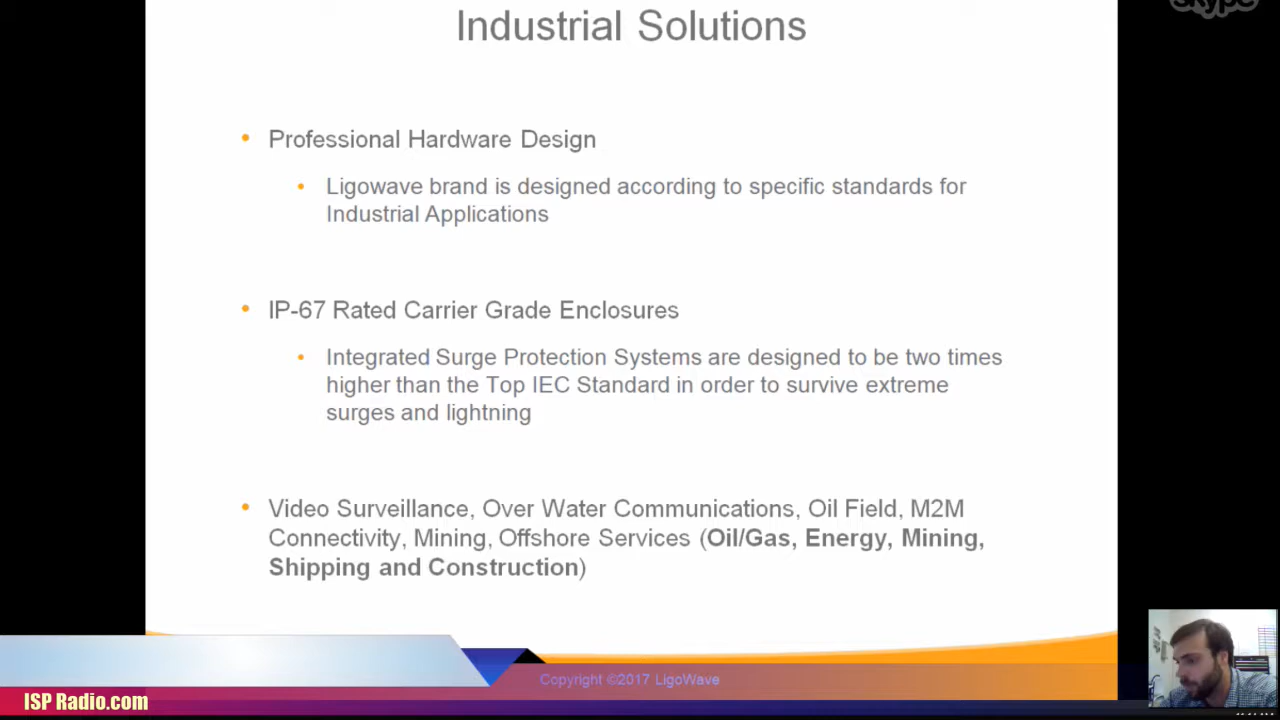 skype
Industrial Solutions
• Professional Hardware Design
• Ligowave brand is designed according to specific standards for
Industrial Applications
• IP-67 Rated Carrier Grade Enclosures
• Integrated Surge Protection Systems are designed to be two times
higher than the Top IEC Standard in order to survive extreme
surges and lightning
• Video Surveillance, Over Water Communications, Oil Field, M2M
Connectivity, Mining, Offshore Services (Oil/Gas, Energy, Mining,
Shipping and Construction)
Copyright ©2017 LigoWave
ISP Radio.com